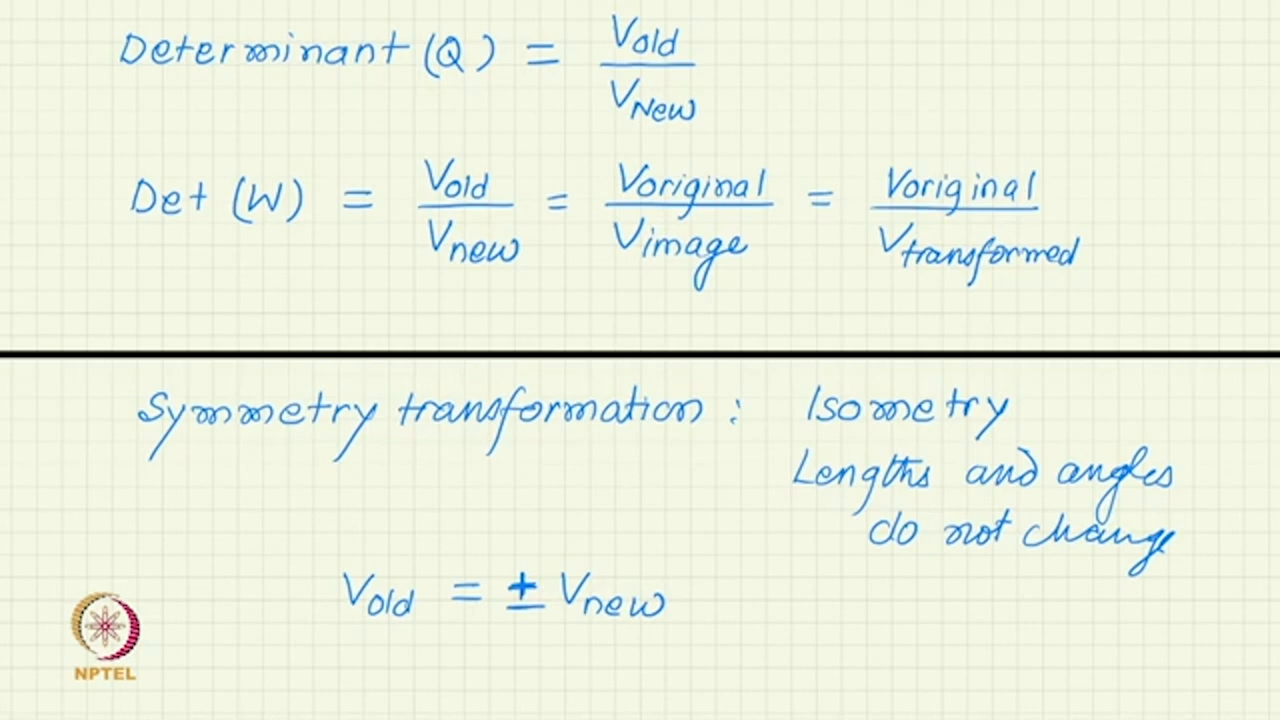 Determinant (Q) = Vold / VNew
Det (W) = Vold / Vnew = Voriginal / Vimage = Voriginal / Vtransformed
Symmetry transformation : Isometry
Lengths and angles
do not change
Vold = ± Vnew
NPTEL